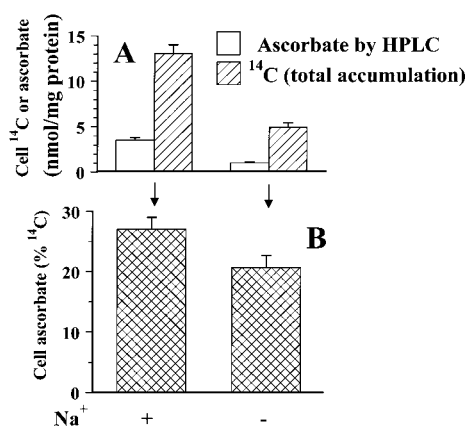 A
Ascorbate by HPLC
¹⁴C (total accumulation)
Cell ¹⁴C or ascorbate
(nmol/mg protein)
15
10
5
0
B
Cell ascorbate (% ¹⁴C)
30
20
10
0
Na⁺ + -